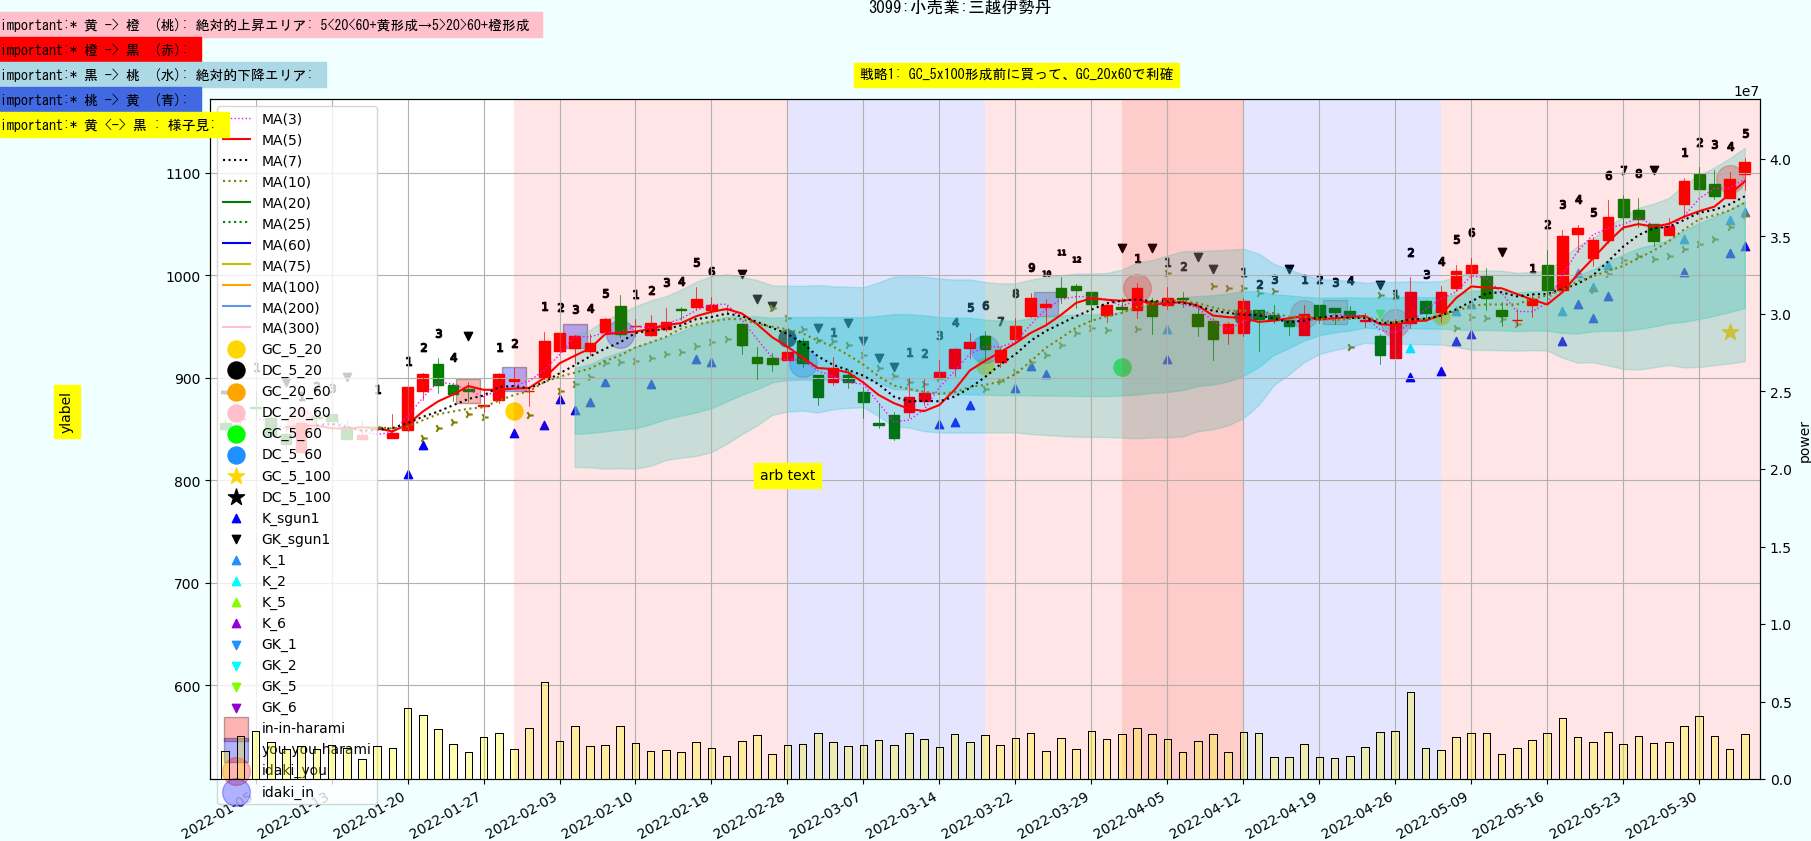 3099:小売業:三越伊勢丹
important:* 黄 -> 橙 (桃): 絶対的上昇エリア: 5<20<60+黄形成→5>20>60+橙形成
important:* 橙 -> 黒 (赤):
important:* 黒 -> 桃 (水): 絶対的下降エリア:
important:* 桃 -> 黄 (青):
important:* 黄 <-> 黒 : 様子見:
戦略1: GC_5x100形成前に買って、GC_20x60で利確
1e7
MA(3)
MA(5)
MA(7)
MA(10)
MA(20)
MA(25)
MA(60)
MA(75)
MA(100)
MA(200)
MA(300)
GC_5_20
DC_5_20
GC_20_60
DC_20_60
GC_5_60
DC_5_60
GC_5_100
DC_5_100
K_sgun1
GK_sgun1
K_1
K_2
K_5
K_6
GK_1
GK_2
GK_5
GK_6
in-in-harami
you-you-harami
idaki_you
idaki_in
1100
1000
900
800
700
600
ylabel
arb text
4.0
3.5
3.0
2.5
2.0
1.5
1.0
0.5
0.0
power
2022-01-05
2022-01-13
2022-01-20
2022-01-27
2022-02-03
2022-02-10
2022-02-18
2022-02-28
2022-03-07
2022-03-14
2022-03-22
2022-03-29
2022-04-05
2022-04-12
2022-04-19
2022-04-26
2022-05-09
2022-05-16
2022-05-23
2022-05-30